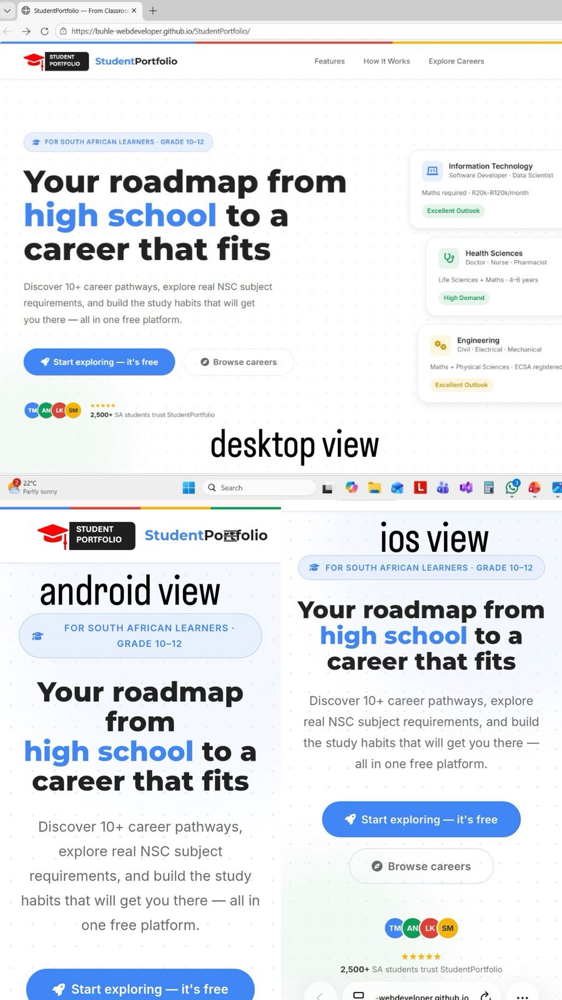 StudentPortfolio — From Classroo
https://buhle-webdeveloper.github.io/StudentPortfolio/
STUDENT
PORTFOLIO
StudentPortfolio
Features
How It Works
Explore Careers
FOR SOUTH AFRICAN LEARNERS · GRADE 10–12
Your roadmap from
high school to a
career that fits
Discover 10+ career pathways, explore real NSC subject
requirements, and build the study habits that will get
you there — all in one free platform.
Start exploring — it's free
Browse careers
TM AN LK SM
★★★★★
2,500+ SA students trust StudentPortfolio
Information Technology
Software Developer · Data Scientist
Maths required · R20k–R120k/month
Excellent Outlook
Health Sciences
Doctor · Nurse · Pharmacist
Life Sciences + Maths · 4–6 years
High Demand
Engineering
Civil · Electrical · Mechanical
Maths + Physical Sciences · ECSA registered
Excellent Outlook
desktop view
2
22°C
Partly sunny
Search
L
3
STUDENT
PORTFOLIO
StudentPortfolio
android view
FOR SOUTH AFRICAN LEARNERS ·
GRADE 10–12
Your roadmap
from
high school to a
career that fits
Discover 10+ career pathways,
explore real NSC subject
requirements, and build the study
habits that will get you there — all in
one free platform.
Start exploring — it's free
ios view
FOR SOUTH AFRICAN LEARNERS · GRADE 10–12
Your roadmap from
high school to a
career that fits
Discover 10+ career pathways, explore
real NSC subject requirements, and build
the study habits that will get you there —
all in one free platform.
Start exploring — it's free
Browse careers
TM AN LK SM
★★★★★
2,500+ SA students trust StudentPortfolio
-webdeveloper.github.io